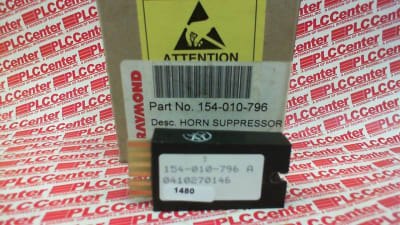 ATTENTION
RAYMOND
Part No. 154-010-796
Desc. HORN SUPPRESSOR
154-010-796 A
0410270146
1480
PLCCenter